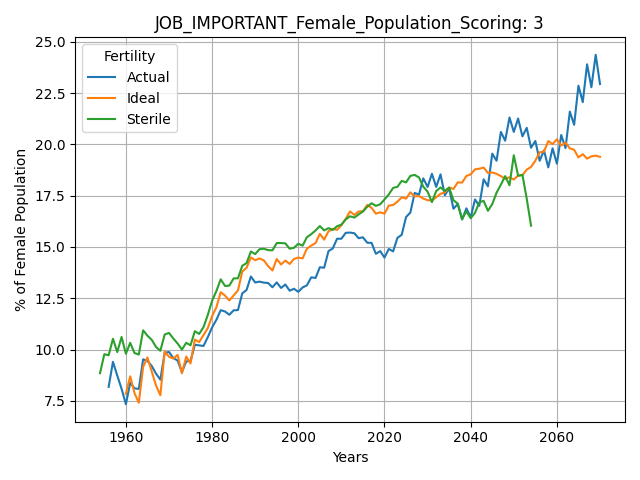 JOB_IMPORTANT_Female_Population_Scoring: 3
25.0
22.5
20.0
17.5
15.0
12.5
10.0
7.5
% of Female Population
Fertility
Actual
Ideal
Sterile
1960 1980 2000 2020 2040 2060
Years